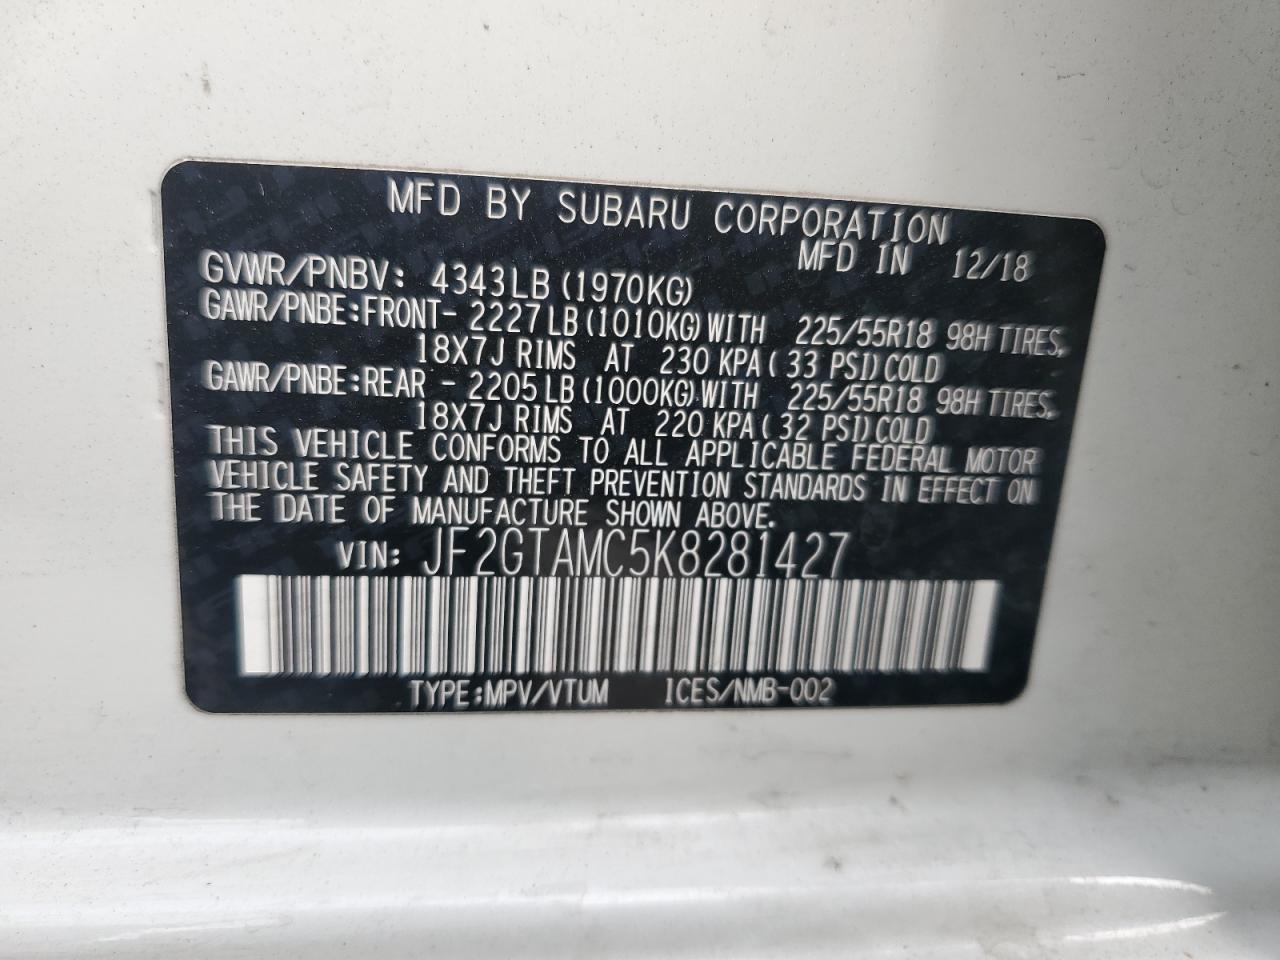 MFD BY SUBARU CORPORATION
MFD IN 12/18
GVWR/PNBV: 4343LB (1970KG)
GAWR/PNBE:FRONT- 2227LB(1010KG)WITH 225/55R18 98H TIRES,
18X7J RIMS AT 230 KPA(33 PSI)COLD
GAWR/PNBE:REAR - 2205LB(1000KG)WITH 225/55R18 98H TIRES,
18X7J RIMS AT 220 KPA(32 PSI)COLD
THIS VEHICLE CONFORMS TO ALL APPLICABLE FEDERAL MOTOR
VEHICLE SAFETY AND THEFT PREVENTION STANDARDS IN EFFECT ON
THE DATE OF MANUFACTURE SHOWN ABOVE.
VIN: JF2GTAMC5K8281427
TYPE:MPV/VTUM ICES/NMB-002